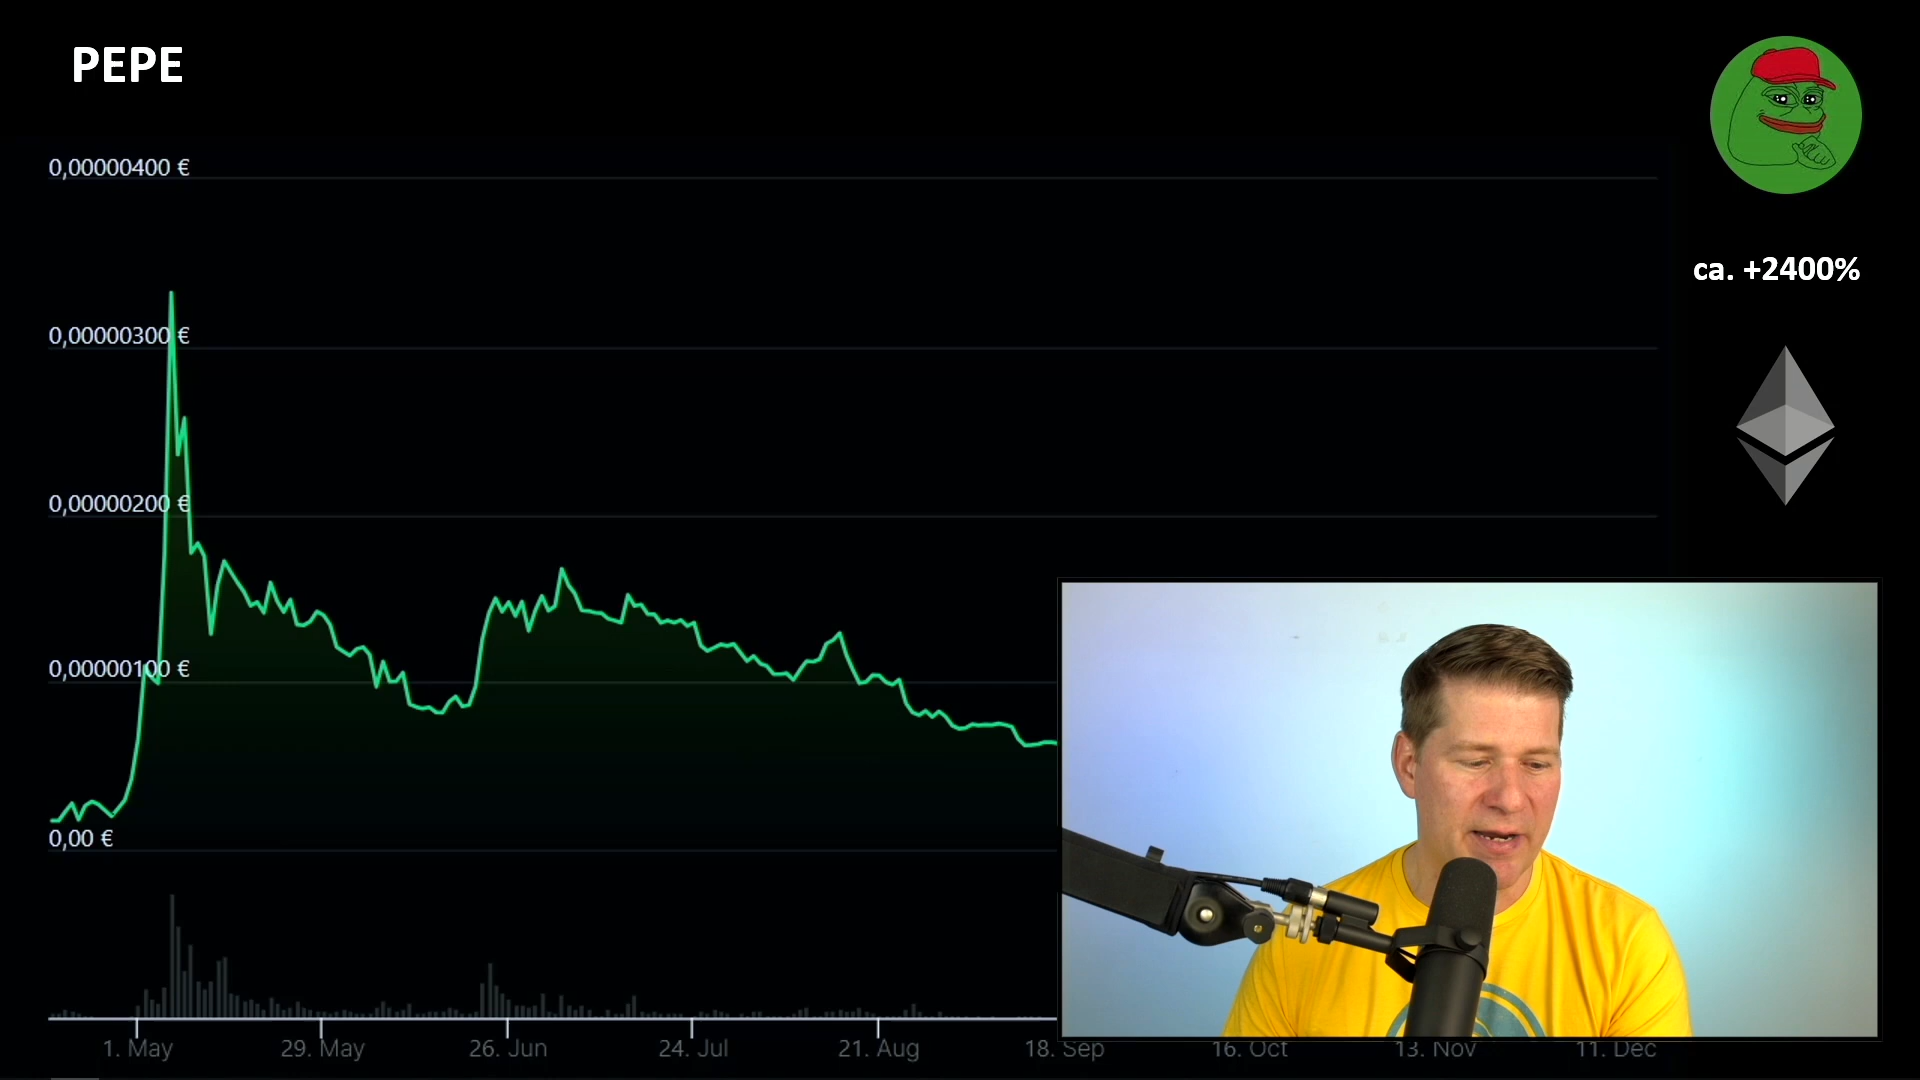 PEPE
0,00000400 €
ca. +2400%
0,00000300 €
0,00000200 €
0,00000100 €
0,00 €
1. May 29. May 26. Jun 24. Jul 21. Aug 18. Sep 16. Oct 13. Nov 11. Dec